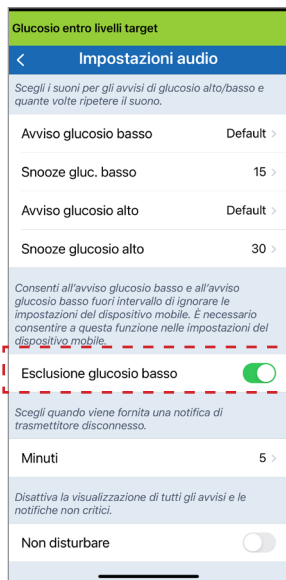 Glucosio entro livelli target
Impostazioni audio
Scegli i suoni per gli avvisi di glucosio alto/basso e
quante volte ripetere il suono.
Avviso glucosio basso Default
Snooze gluc. basso 15
Avviso glucosio alto Default
Snooze glucosio alto 30
Consenti all'avviso glucosio basso e all'avviso
glucosio basso fuori intervallo di ignorare le
impostazioni del dispositivo mobile. È necessario
consentire a questa funzione nelle impostazioni del
dispositivo mobile.
Esclusione glucosio basso
Scegli quando viene fornita una notifica di
trasmettitore disconnesso.
Minuti 5
Disattiva la visualizzazione di tutti gli avvisi e le
notifiche non critici.
Non disturbare